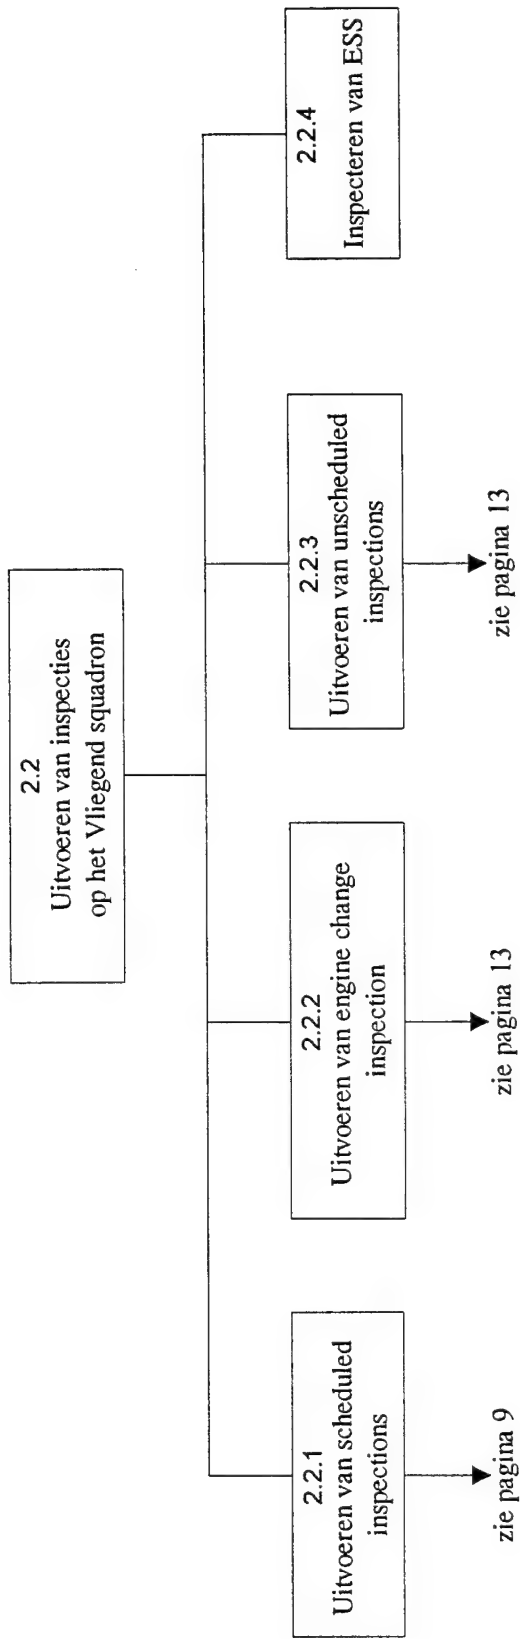 2.2
Uitvoeren van inspecties
op het Vliegend squadron
2.2.1
Uitvoeren van scheduled
inspections
zie pagina 9
2.2.2
Uitvoeren van engine change
inspection
zie pagina 13
2.2.3
Uitvoeren van unscheduled
inspections
zie pagina 13
2.2.4
Inspecteren van ESS